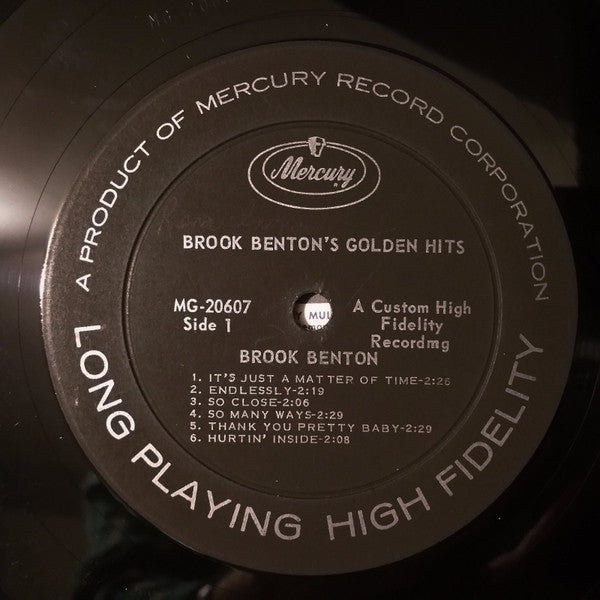 A PRODUCT OF MERCURY RECORD CORPORATION
Mercury
BROOK BENTON'S GOLDEN HITS
MG-20607
Side 1
A Custom High
Fidelity
Recording
MUL
BROOK BENTON
1. IT'S JUST A MATTER OF TIME-2:26
2. ENDLESSLY-2:19
3. SO CLOSE-2:06
4. SO MANY WAYS-2:29
5. THANK YOU PRETTY BABY-2:29
6. HURTIN' INSIDE-2:08
LONG PLAYING HIGH FIDELITY